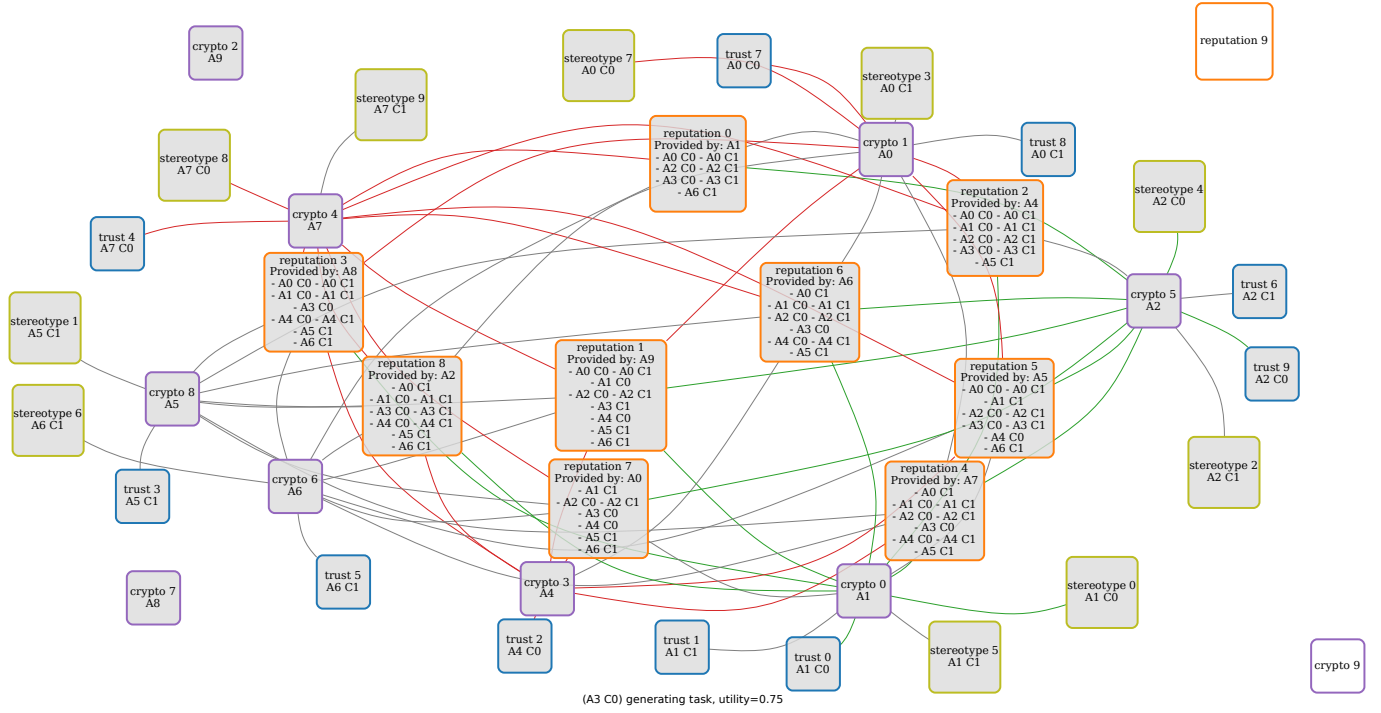 reputation 9
crypto 2
A9
stereotype 7
A0 C0
trust 7
A0 C0
stereotype 3
A0 C1
stereotype 9
A7 C1
stereotype 8
A7 C0
reputation 0
Provided by: A1
- A0 C0 - A0 C1
- A2 C0 - A2 C1
- A3 C0 - A3 C1
- A6 C1
crypto 1
A0
trust 8
A0 C1
stereotype 4
A2 C0
reputation 2
Provided by: A4
- A0 C0 - A0 C1
- A1 C0 - A1 C1
- A2 C0 - A2 C1
- A3 C0 - A3 C1
- A5 C1
crypto 4
A7
trust 4
A7 C0
reputation 3
Provided by: A8
- A0 C0 - A0 C1
- A1 C0 - A1 C1
- A3 C0
- A4 C0 - A4 C1
- A5 C1
- A6 C1
reputation 6
Provided by: A6
- A0 C1
- A1 C0 - A1 C1
- A2 C0 - A2 C1
- A3 C0
- A4 C0 - A4 C1
- A5 C1
crypto 5
A2
trust 6
A2 C1
stereotype 1
A5 C1
reputation 1
Provided by: A9
- A0 C0 - A0 C1
- A1 C0
- A2 C0 - A2 C1
- A3 C1
- A4 C0
- A5 C1
- A6 C1
reputation 8
Provided by: A2
- A0 C1
- A1 C0 - A1 C1
- A3 C0 - A3 C1
- A4 C0 - A4 C1
- A5 C1
- A6 C1
reputation 5
Provided by: A5
- A0 C0 - A0 C1
- A1 C1
- A2 C0 - A2 C1
- A3 C0 - A3 C1
- A4 C0
- A6 C1
trust 9
A2 C0
crypto 8
A5
stereotype 6
A6 C1
stereotype 2
A2 C1
trust 3
A5 C1
crypto 6
A6
reputation 7
Provided by: A0
- A1 C1
- A2 C0 - A2 C1
- A3 C0
- A4 C0
- A5 C1
- A6 C1
reputation 4
Provided by: A7
- A0 C1
- A1 C0 - A1 C1
- A2 C0 - A2 C1
- A3 C0
- A4 C0 - A4 C1
- A5 C1
trust 5
A6 C1
crypto 7
A8
crypto 3
A4
crypto 0
A1
stereotype 0
A1 C0
trust 2
A4 C0
trust 1
A1 C1
trust 0
A1 C0
stereotype 5
A1 C1
crypto 9
(A3 C0) generating task, utility=0.75